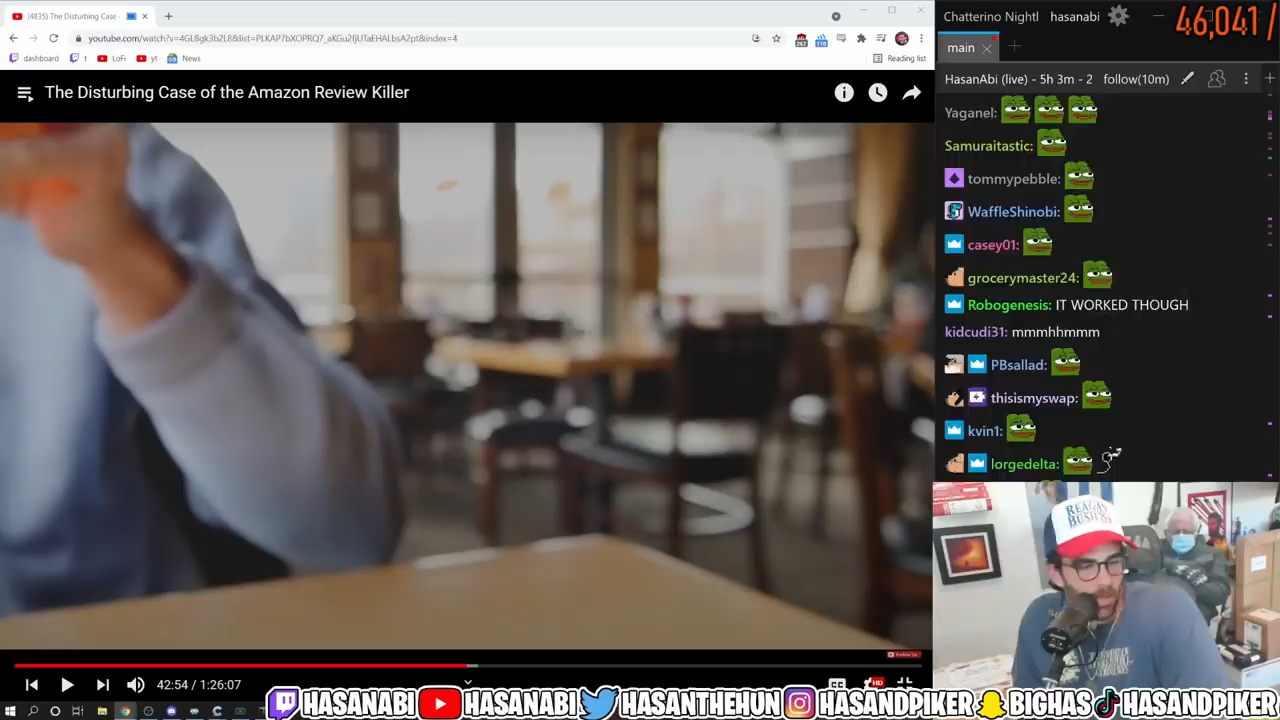 (4835) The Disturbing Case
youtube.com/watch?v=4GL8gk3b2L8&list=PLKAP7bXOPRQ7_aKGu2fjUTaEHALbsA2pt&index=4
dashboard
t
LoFi
yt
News
Reading list
The Disturbing Case of the Amazon Review Killer
42:54 / 1:26:07
HD
Chatterino Nightl
hasanabi
46,041 /
main
HasanAbi (live) - 5h 3m - 2
follow(10m)
Yaganel:
Samuraitastic:
tommypebble:
WaffleShinobi:
casey01:
grocerymaster24:
Robogenesis: IT WORKED THOUGH
kidcudi31: mmmhhmmm
PBsallad:
thisismyswap:
kvin1:
lorgedelta:
REAGAN
BUSH
HASANABI
HASANABI
HASANTHEHUN
HASANDPIKER
BIGHAS
HASANDPIKER